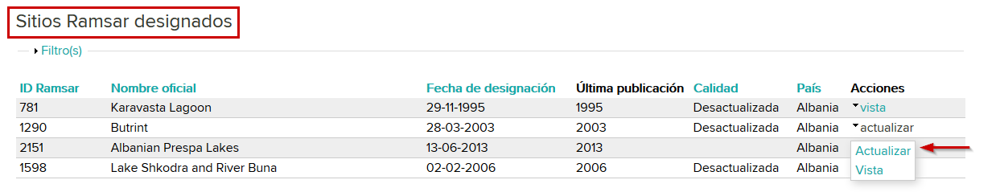 Sitios Ramsar designados
Filtro(s)
ID Ramsar Nombre oficial Fecha de designación Última publicación Calidad País Acciones
781 Karavasta Lagoon 29-11-1995 1995 Desactualizada Albania vista
1290 Butrint 28-03-2003 2003 Desactualizada Albania actualizar
2151 Albanian Prespa Lakes 13-06-2013 2013 Albania Actualizar
1598 Lake Shkodra and River Buna 02-02-2006 2006 Desactualizada Albania Vista